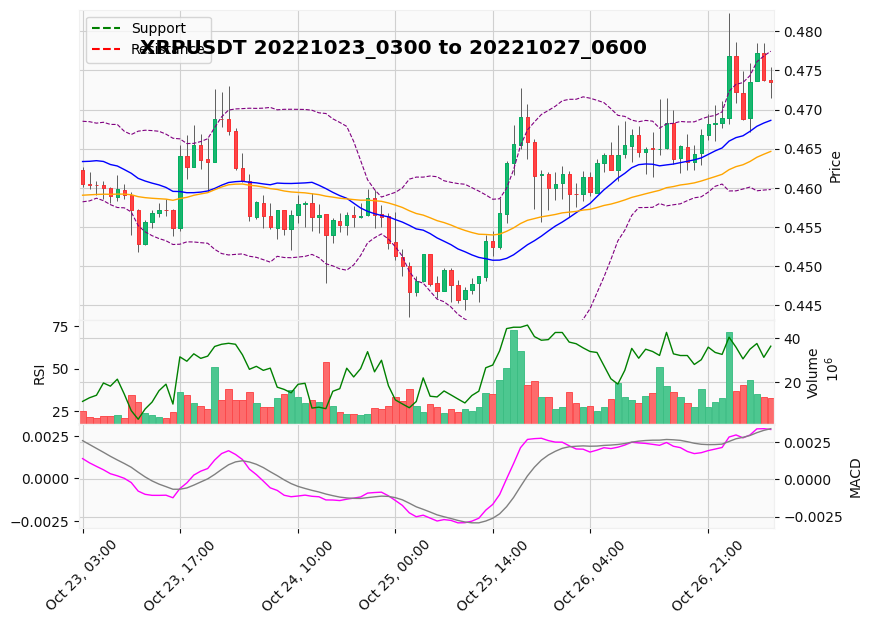 XRPUSDT 20221023_0300 to 20221027_0600
Support
Resistance
0.480
0.475
0.470
0.465
0.460
0.455
0.450
0.445
Price
75
50
25
RSI
40
20
Volume
10^6
0.0025
0.0000
−0.0025
0.0025
0.0000
−0.0025
MACD
Oct 23, 03:00
Oct 23, 17:00
Oct 24, 10:00
Oct 25, 00:00
Oct 25, 14:00
Oct 26, 04:00
Oct 26, 21:00